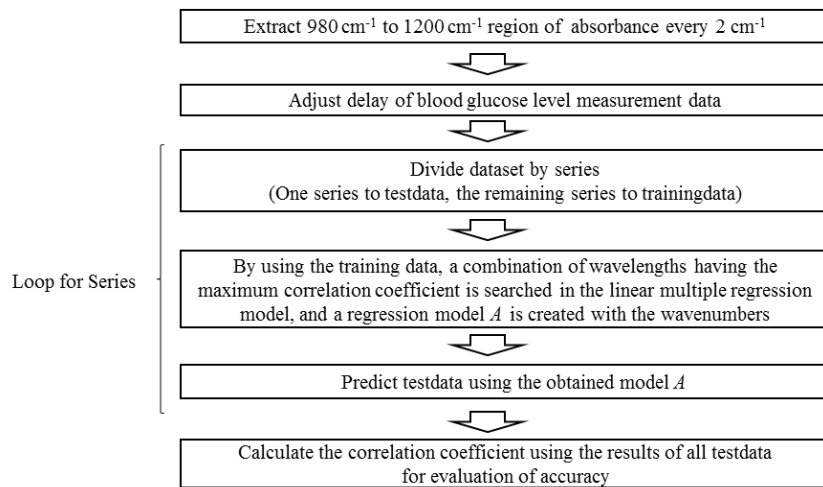 Extract 980 cm⁻¹ to 1200 cm⁻¹ region of absorbance every 2 cm⁻¹
Adjust delay of blood glucose level measurement data
Divide dataset by series
(One series to testdata, the remaining series to trainingdata)
Loop for Series
By using the training data, a combination of wavelengths having the
maximum correlation coefficient is searched in the linear multiple regression
model, and a regression model A is created with the wavenumbers
Predict testdata using the obtained model A
Calculate the correlation coefficient using the results of all testdata
for evaluation of accuracy